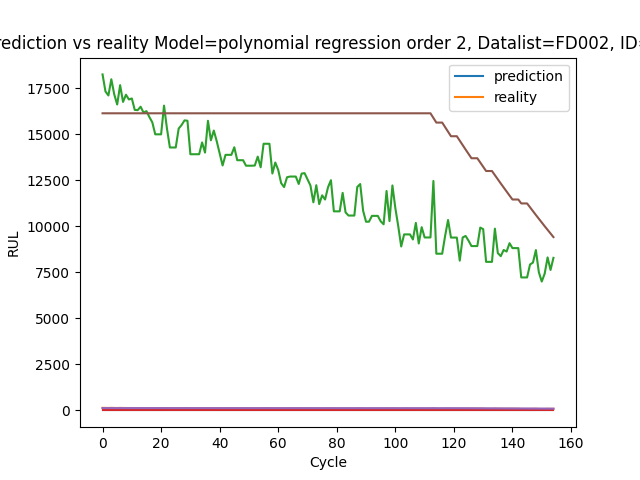 rediction vs reality Model=polynomial regression order 2, Datalist=FD002, ID=
prediction
reality
17500
15000
12500
10000
7500
5000
2500
0
RUL
0 20 40 60 80 100 120 140 160
Cycle